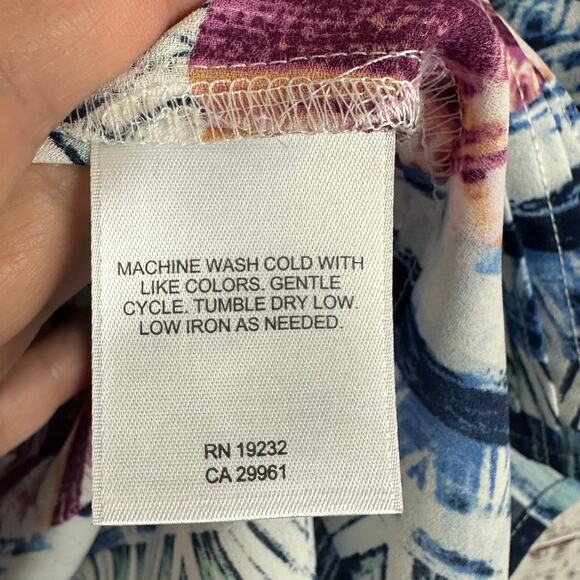 MACHINE WASH COLD WITH
LIKE COLORS. GENTLE
CYCLE. TUMBLE DRY LOW.
LOW IRON AS NEEDED.
RN 19232
CA 29961